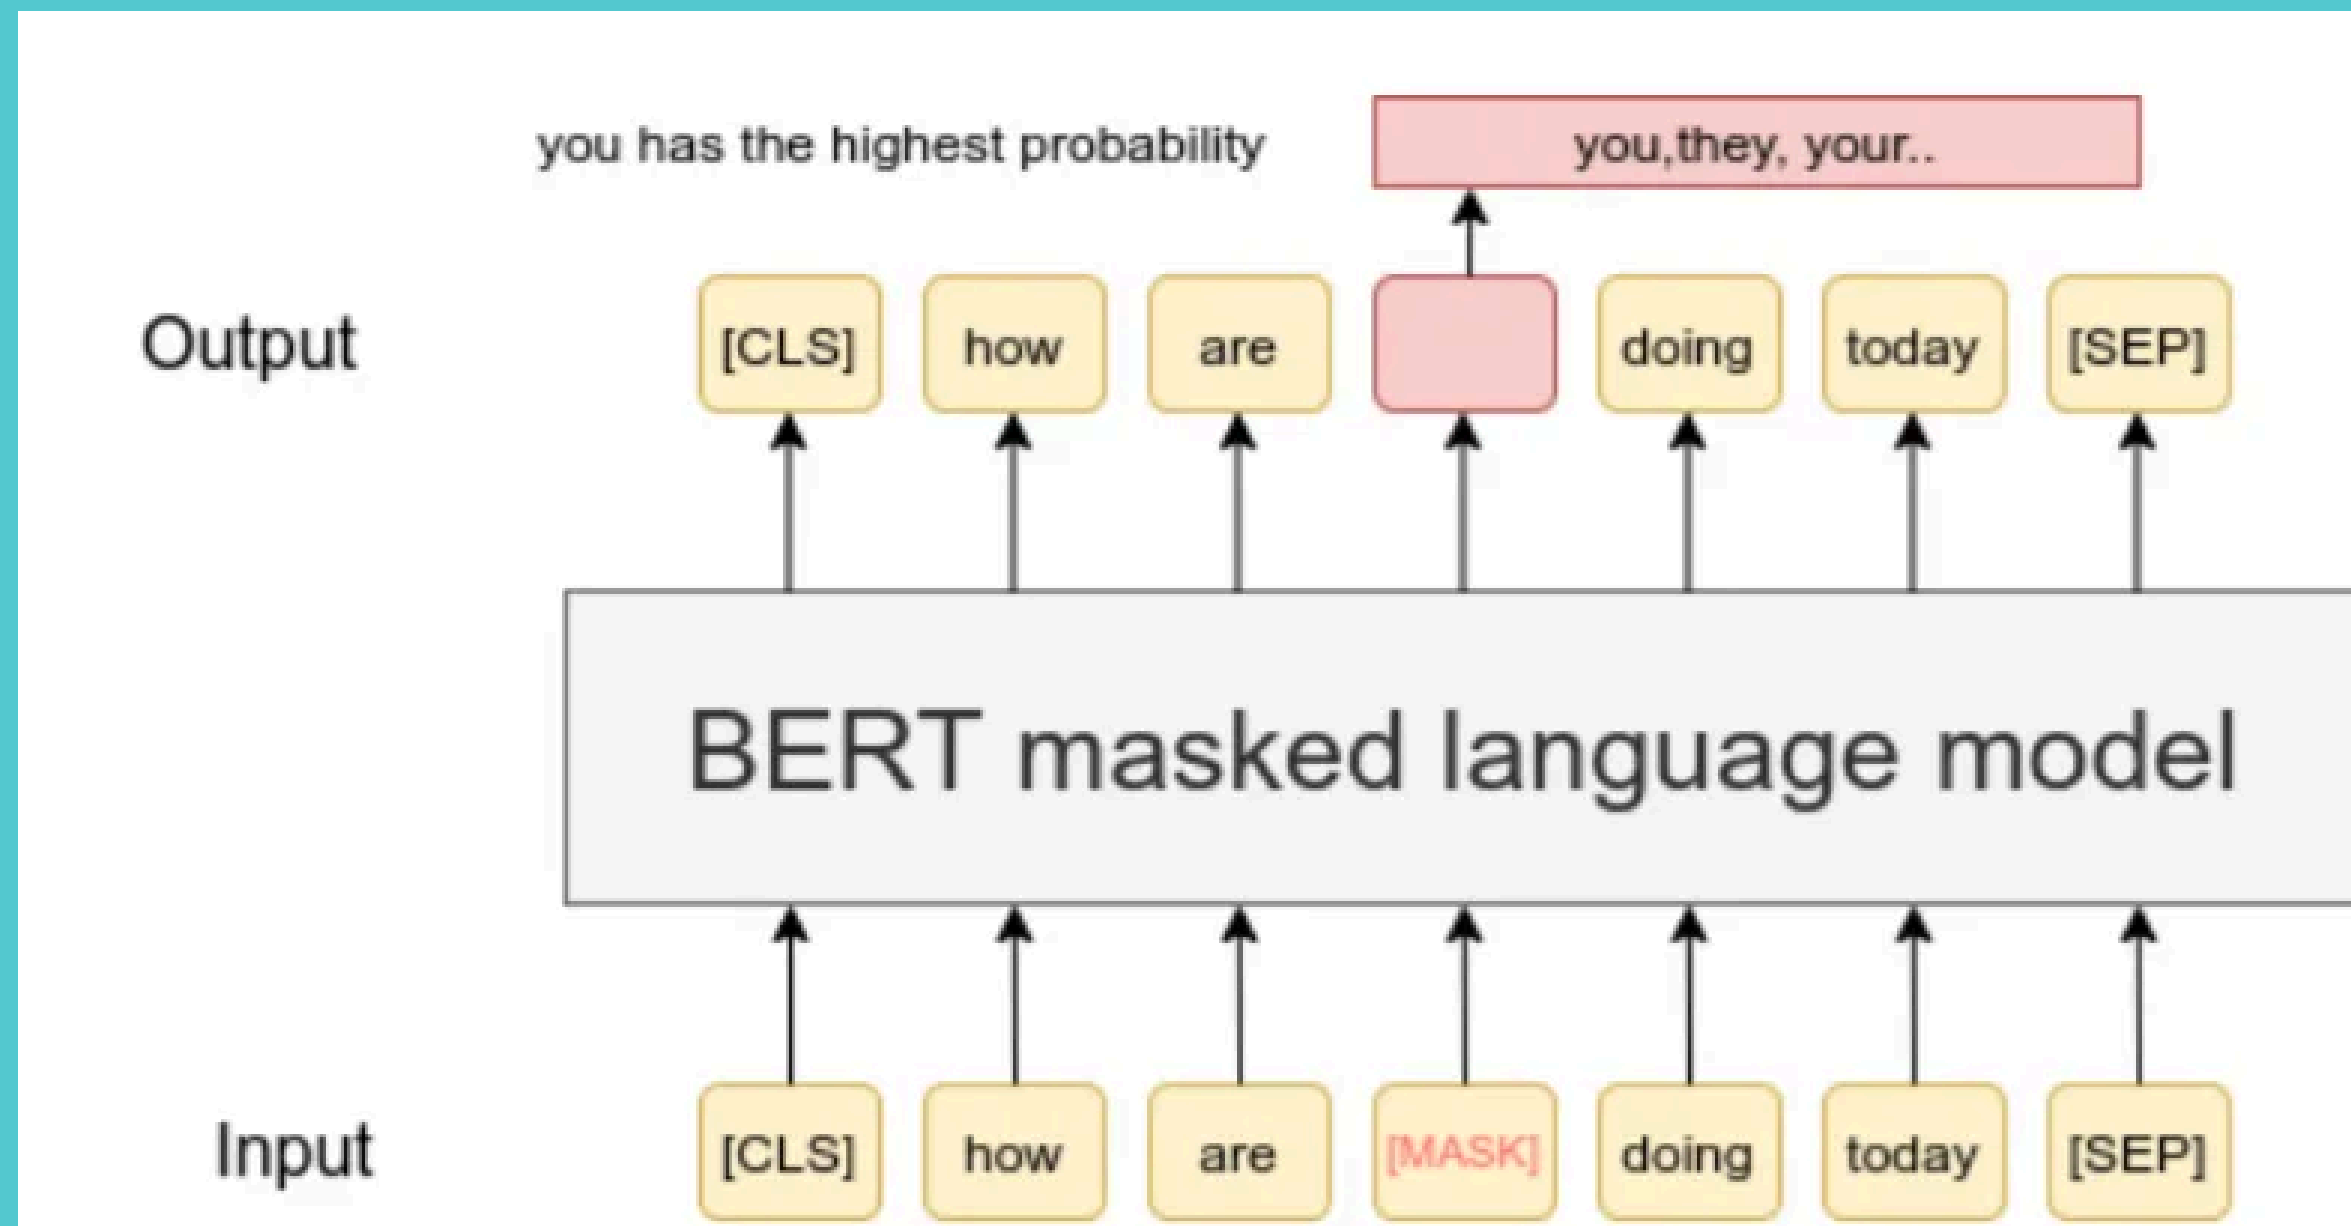 you has the highest probability you,they, your..
Output [CLS] how are doing today [SEP]
BERT masked language model
Input [CLS] how are [MASK] doing today [SEP]